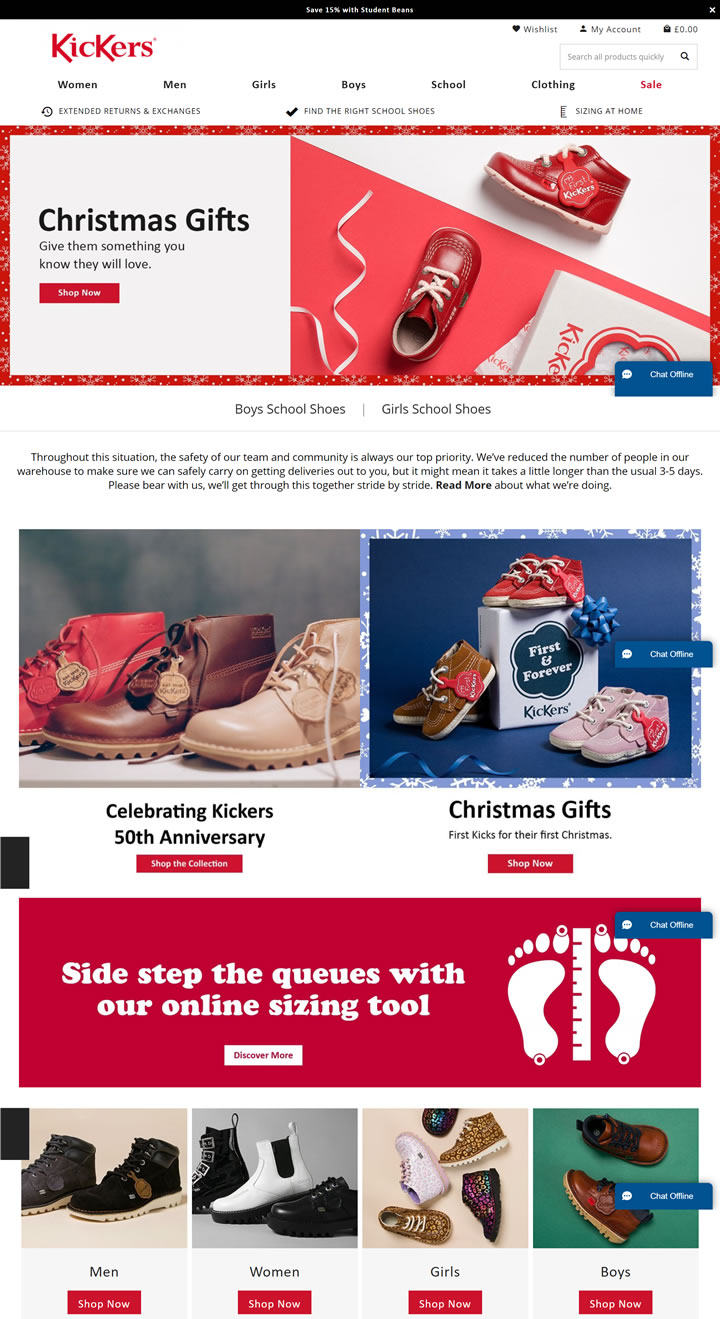 Save 15% with Student Beans
×
Wishlist My Account £0.00
KicKers
Search all products quickly
Women Men Girls Boys School Clothing Sale
EXTENDED RETURNS & EXCHANGES FIND THE RIGHT SCHOOL SHOES SIZING AT HOME
Christmas Gifts
Give them something you
know they will love.
Shop Now
My
First
KicKers
KicKers
Chat Offline
Boys School Shoes | Girls School Shoes
Throughout this situation, the safety of our team and community is always our top priority. We've reduced the number of people in our
warehouse to make sure we can safely carry on getting deliveries out to you, but it might mean it takes a little longer than the usual 3-5 days.
Please bear with us, we'll get through this together stride by stride. Read More about what we're doing.
KicKers
KicKers
First
&
Forever
KicKers
Chat Offline
Celebrating Kickers
50th Anniversary
Shop the Collection
Christmas Gifts
First Kicks for their first Christmas.
Shop Now
Chat Offline
Side step the queues with
our online sizing tool
Discover More
Chat Offline
Men Women Girls Boys
Shop Now Shop Now Shop Now Shop Now